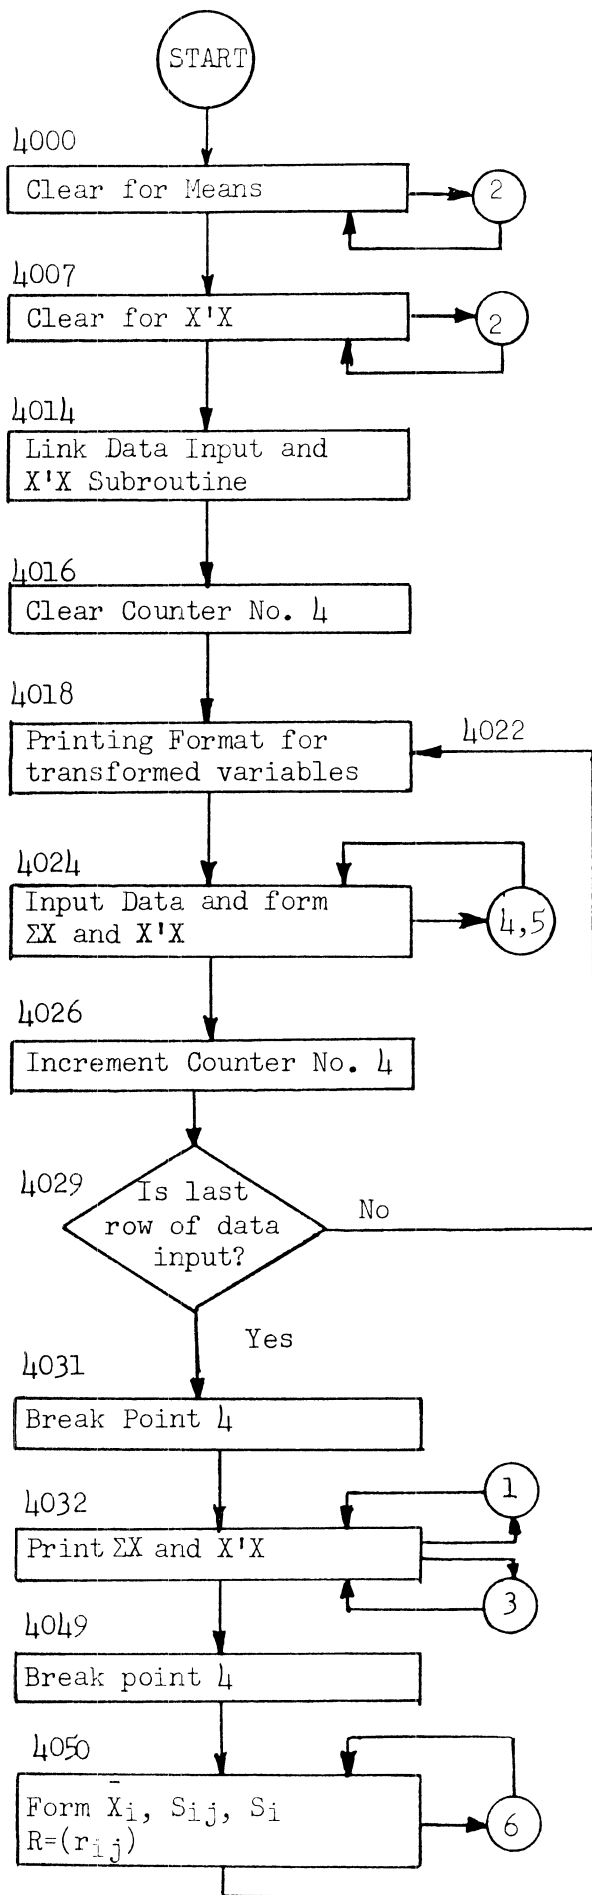 START
4000
Clear for Means
2
4007
Clear for X'X
2
4014
Link Data Input and
X'X Subroutine
4016
Clear Counter No. 4
4018
Printing Format for
transformed variables
4022
4024
Input Data and form
ΣX and X'X
4,5
4026
Increment Counter No. 4
4029
Is last
row of data
input?
No
Yes
4031
Break Point 4
4032
Print ΣX and X'X
1
3
4049
Break point 4
4050
Form X̄i, Sij, Si
R=(rij)
6